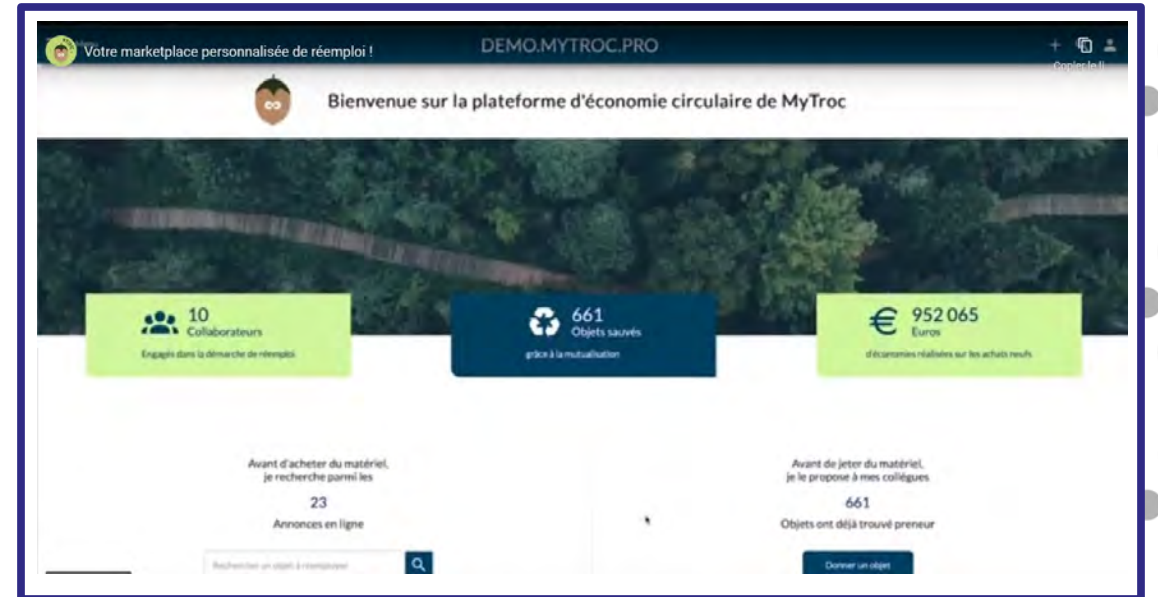 Votre marketplace personnalisée de réemploi !
DEMO.MYTROC.PRO
Bienvenue sur la plateforme d'économie circulaire de MyTroc
10
Collaborateurs
Engagés dans la démarche de réemploi
661
Objets sauvés
grâce à la mutualisation
952 065
Euros
d'économies réalisées sur les achats neufs
Avant d'acheter du matériel,
je recherche parmi les
23
Annonces en ligne
Rechercher un objet à réemployer
Avant de jeter du matériel,
je le propose à mes collègues
661
Objets ont déjà trouvé preneur
Donner un objet